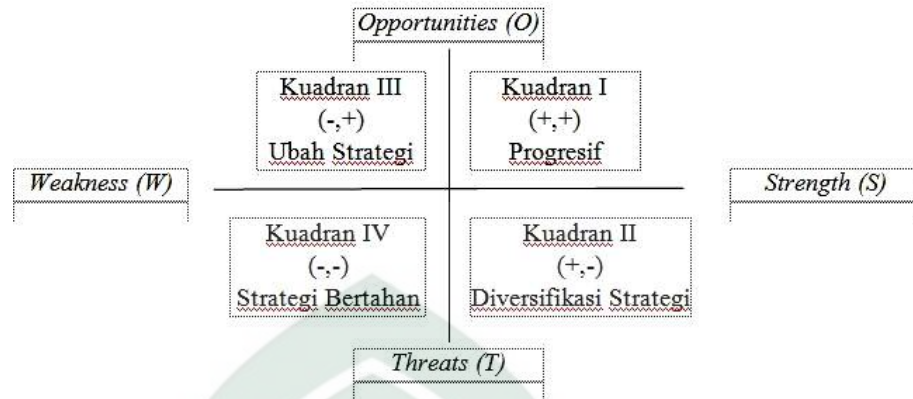 Opportunities (O)
Kuadran III
(-,+)
Ubah Strategi
Kuadran I
(+,+)
Progresif
Weakness (W)
Strength (S)
Kuadran IV
(-,-)
Strategi Bertahan
Kuadran II
(+,-)
Diversifikasi Strategi
Threats (T)